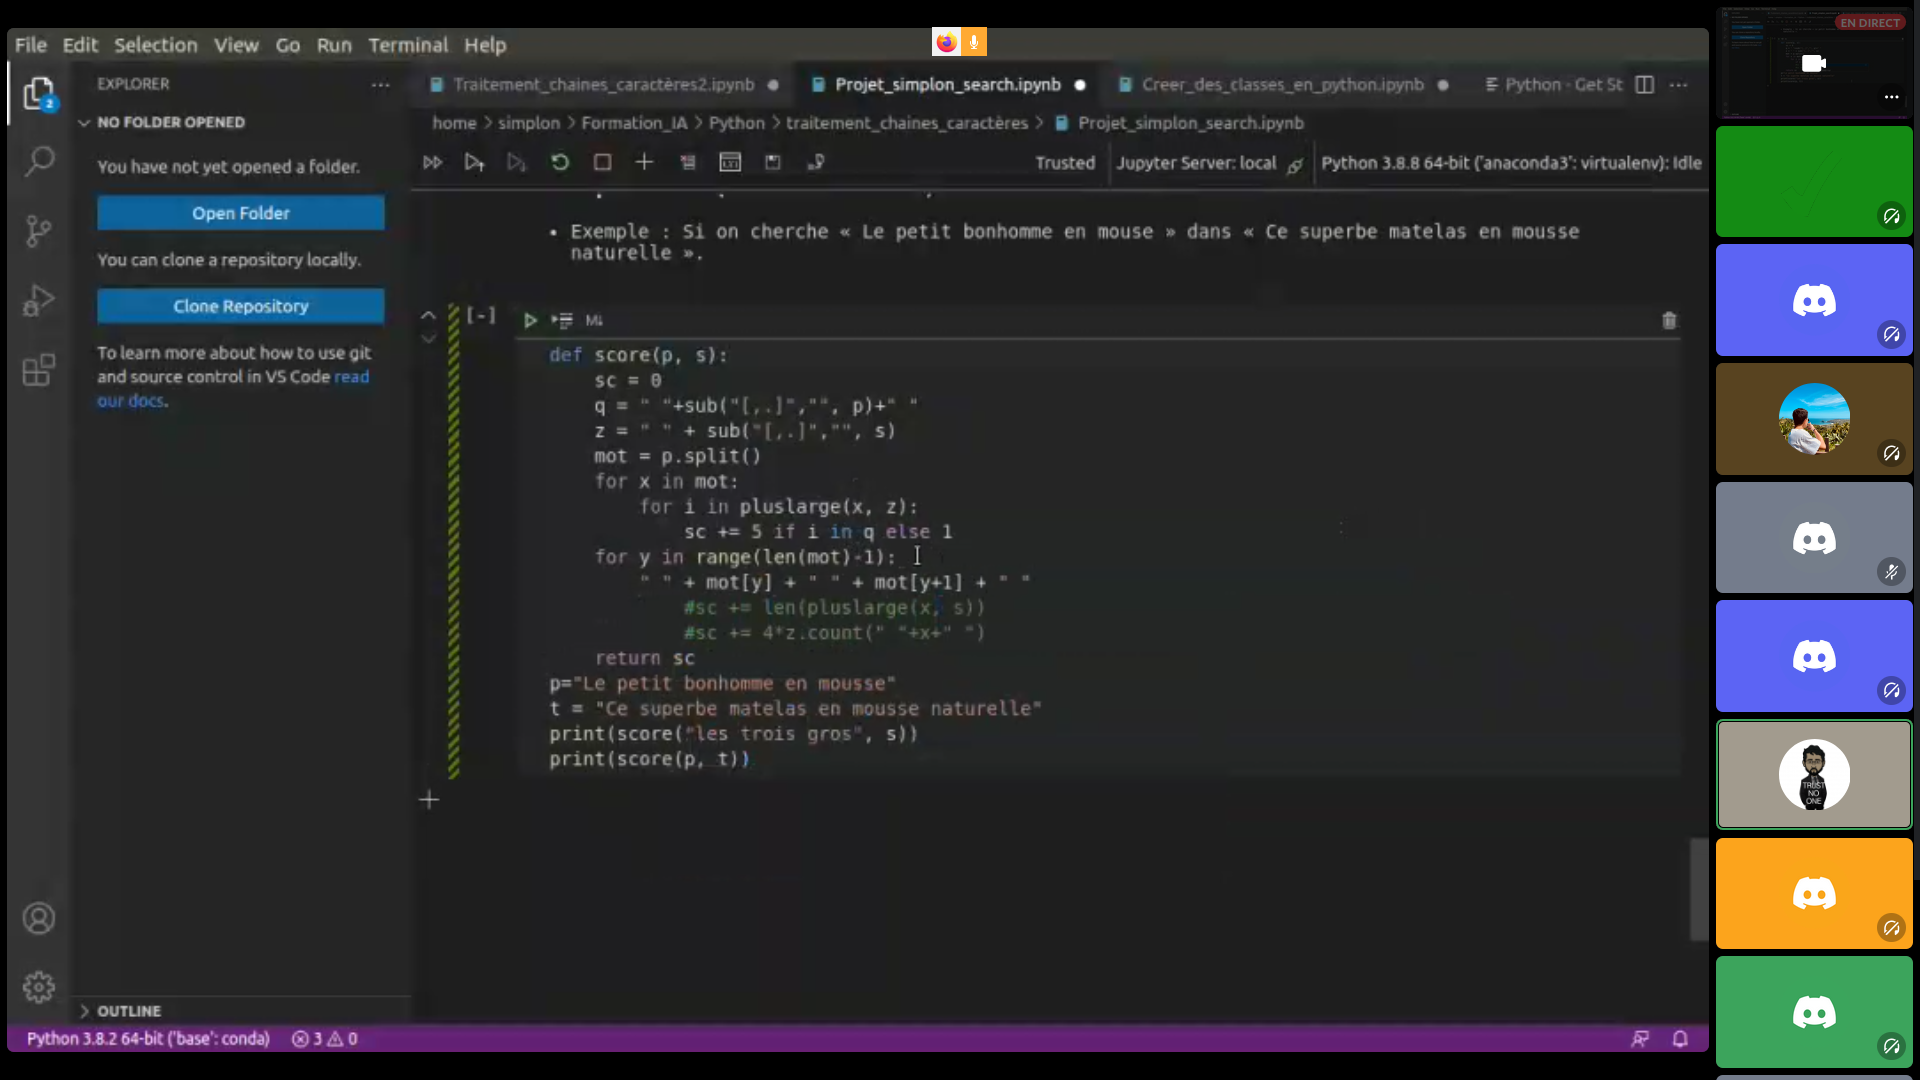 EN DIRECT
File Edit Selection View Go Run Terminal Help
EXPLORER
Traitement_chaines_caractères2.ipynb
Projet_simplon_search.ipynb
Creer_des_classes_en_python.ipynb
Python - Get St
NO FOLDER OPENED
home > simplon > Formation_IA > Python > traitement_chaines_caractères > Projet_simplon_search.ipynb
You have not yet opened a folder.
Trusted
Jupyter Server: local
Python 3.8.8 64-bit ('anaconda3': virtualenv): Idle
Open Folder
You can clone a repository locally.
Clone Repository
To learn more about how to use git
and source control in VS Code read
our docs.
• Exemple : Si on cherche « Le petit bonhomme en mouse » dans « Ce superbe matelas en mousse
naturelle ».
[-]
M↓
def score(p, s):
sc = 0
q = " "+sub("[,.]","", p)+" "
z = " " + sub("[,.]","", s)
mot = p.split()
for x in mot:
for i in pluslarge(x, z):
sc += 5 if i in q else 1
for y in range(len(mot)-1):
" " + mot[y] + " " + mot[y+1] + " "
#sc += len(pluslarge(x, s))
#sc += 4*z.count(" "+x+" ")
return sc
p="Le petit bonhomme en mousse"
t = "Ce superbe matelas en mousse naturelle"
print(score("les trois gros", s))
print(score(p, t))
2
TRUST
NO
ONE
OUTLINE
Python 3.8.2 64-bit ('base': conda)
3
0